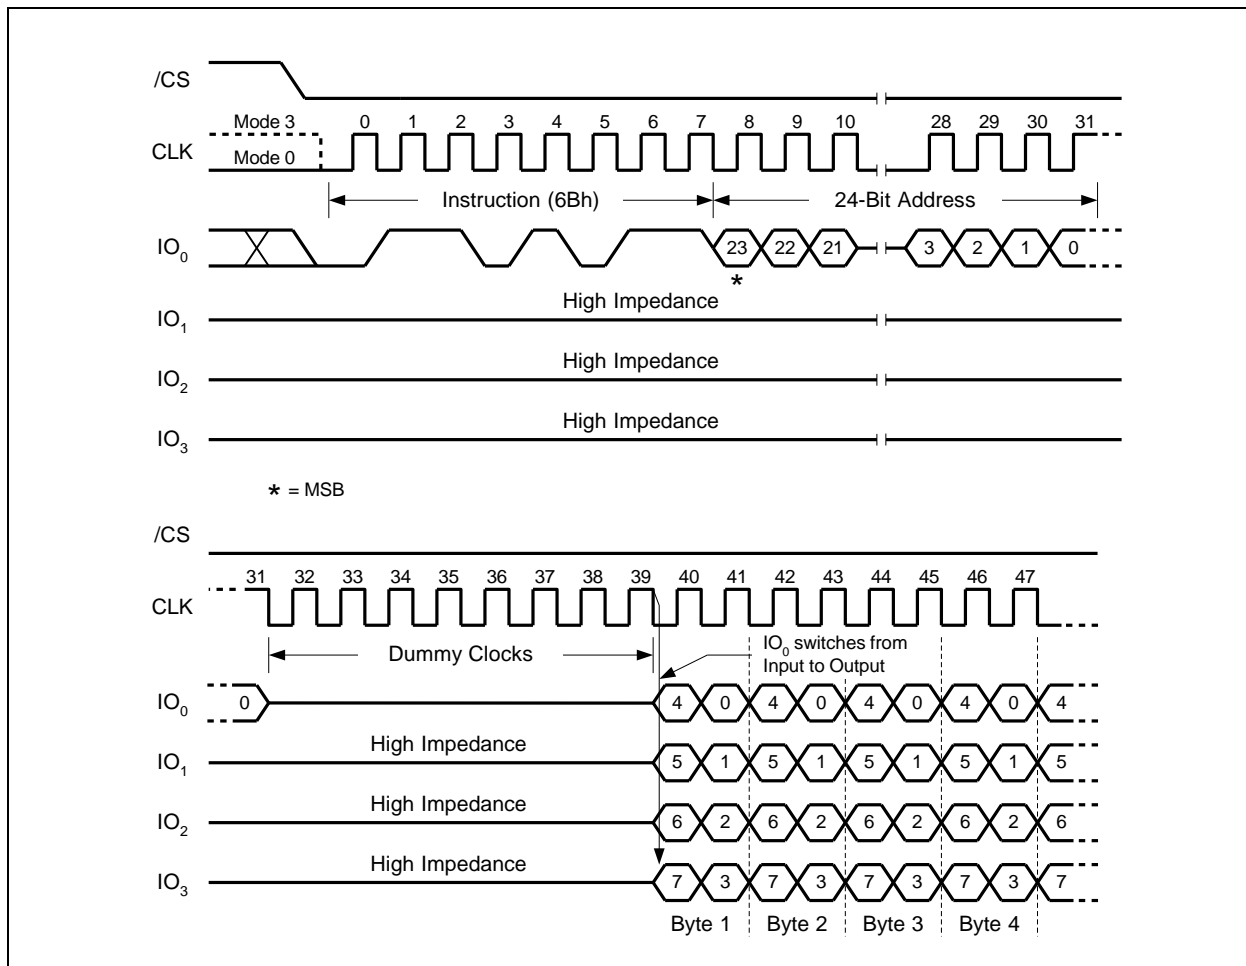 /CS
Mode 3 0 1 2 3 4 5 6 7 8 9 10 28 29 30 31
CLK
Mode 0
Instruction (6Bh) 24-Bit Address
IO0 23 22 21 3 2 1 0
*
High Impedance
IO1
High Impedance
IO2
High Impedance
IO3
* = MSB
/CS
31 32 33 34 35 36 37 38 39 40 41 42 43 44 45 46 47
CLK
Dummy Clocks
IO0 switches from
Input to Output
IO0 0 4 0 4 0 4 0 4 0 4
High Impedance
IO1 5 1 5 1 5 1 5 1 5
High Impedance
IO2 6 2 6 2 6 2 6 2 6
High Impedance
IO3 7 3 7 3 7 3 7 3 7
Byte 1 Byte 2 Byte 3 Byte 4